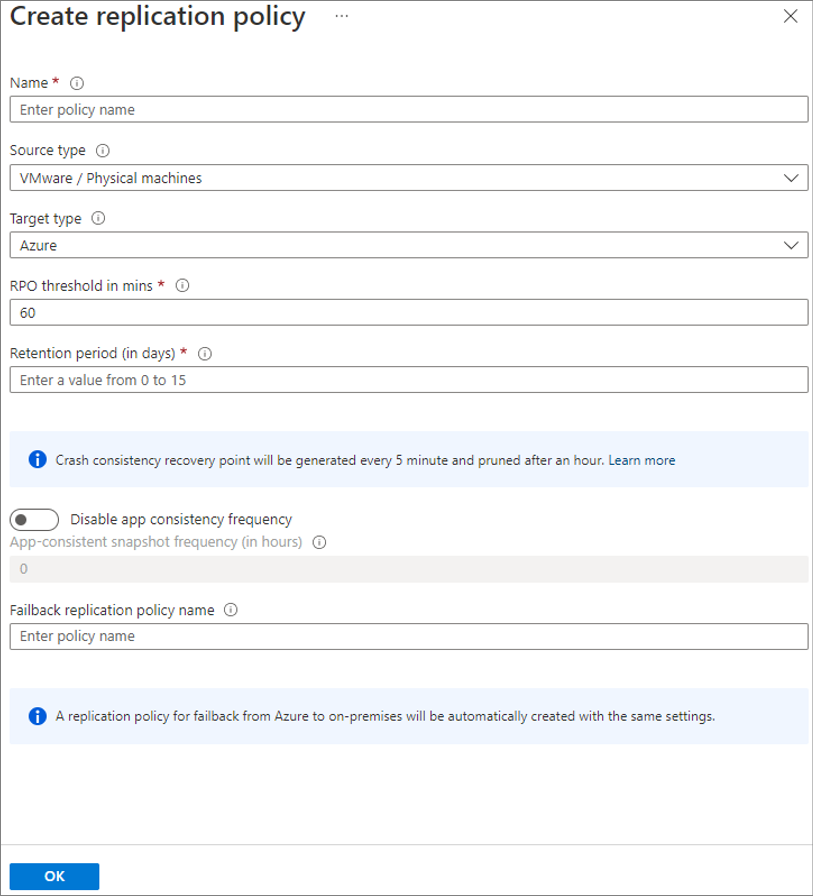 Create replication policy ...
Name *
Enter policy name
Source type
VMware / Physical machines
Target type
Azure
RPO threshold in mins *
60
Retention period (in days) *
Enter a value from 0 to 15
Crash consistency recovery point will be generated every 5 minute and pruned after an hour. Learn more
Disable app consistency frequency
App-consistent snapshot frequency (in hours)
0
Failback replication policy name
Enter policy name
A replication policy for failback from Azure to on-premises will be automatically created with the same settings.
OK